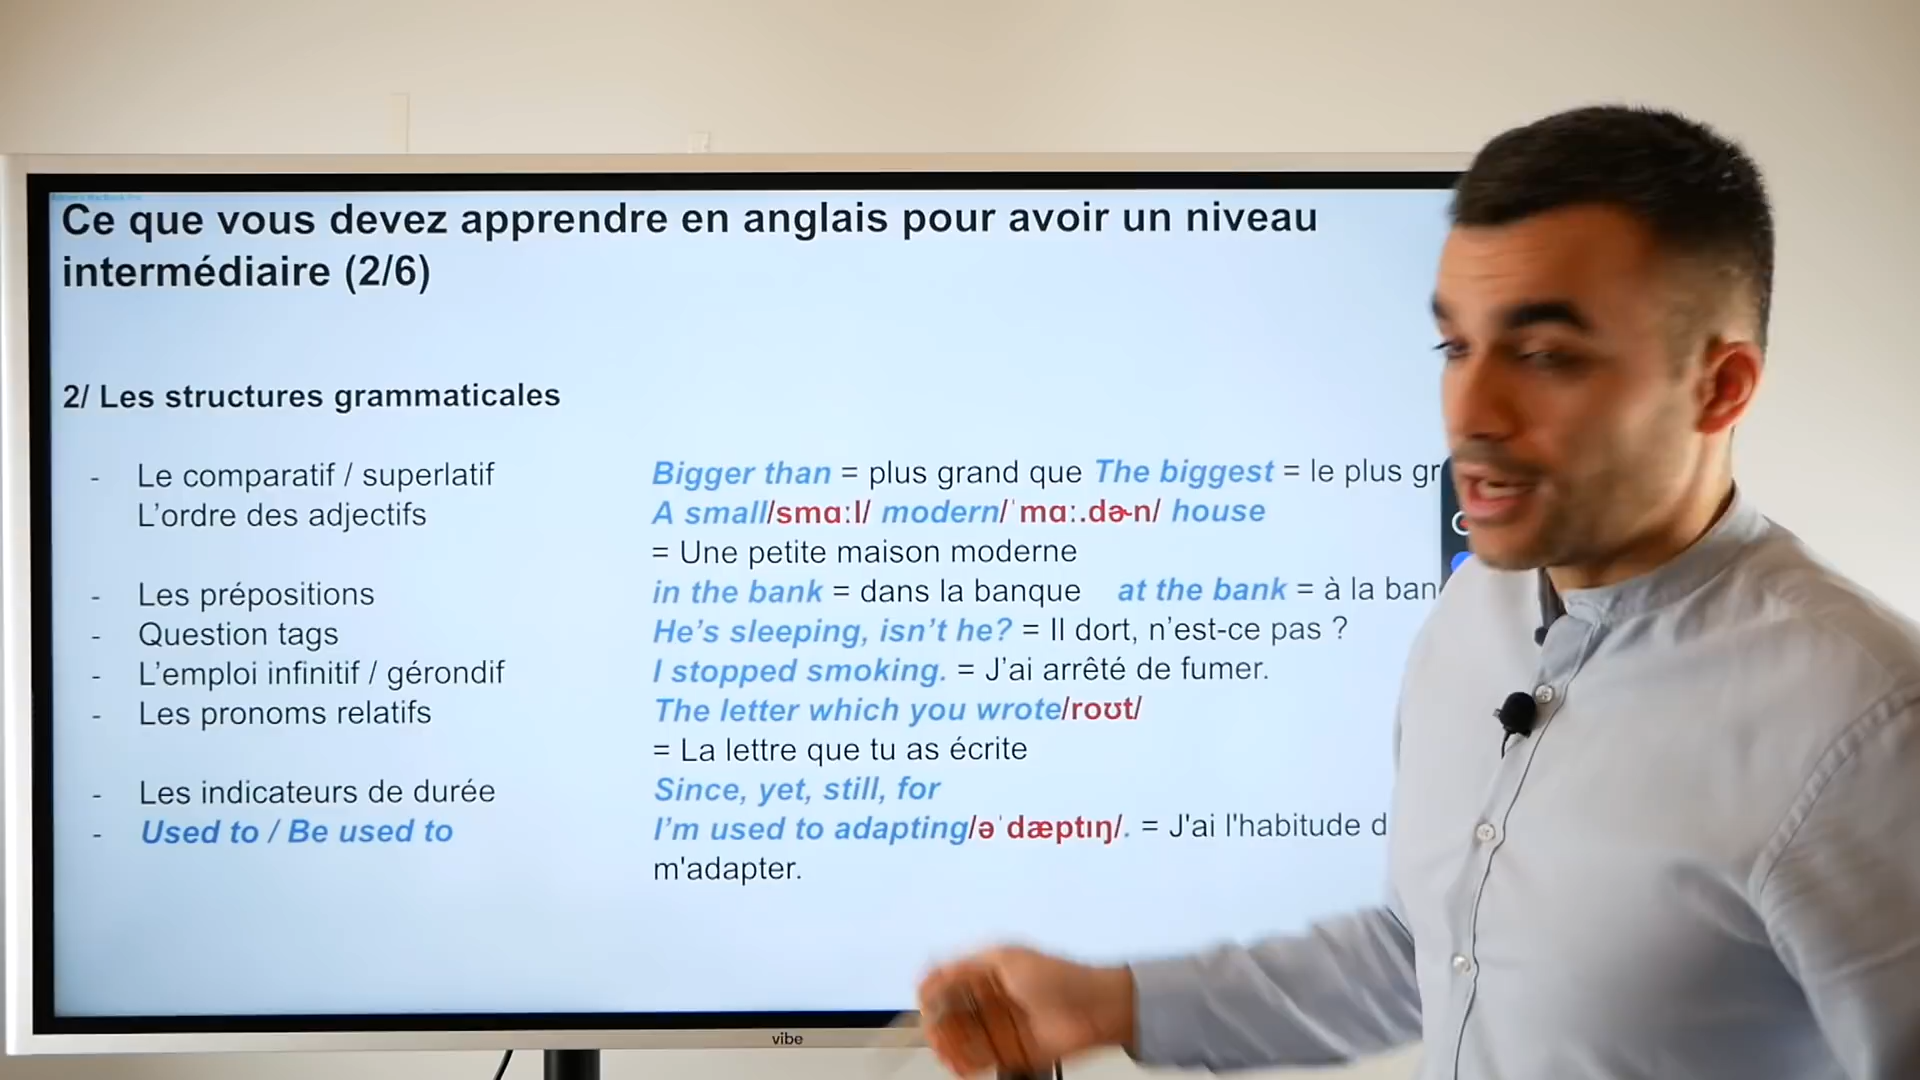 Ce que vous devez apprendre en anglais pour avoir un niveau
intermédiaire (2/6)
2/ Les structures grammaticales
- Le comparatif / superlatif
Bigger than = plus grand que The biggest = le plus gr
L'ordre des adjectifs
A small/smɑːl/ modern/ˈmɑː.dɚn/ house
= Une petite maison moderne
- Les prépositions
in the bank = dans la banque at the bank = à la ban
- Question tags
He's sleeping, isn't he? = Il dort, n'est-ce pas ?
- L'emploi infinitif / gérondif
I stopped smoking. = J'ai arrêté de fumer.
- Les pronoms relatifs
The letter which you wrote/roʊt/
= La lettre que tu as écrite
- Les indicateurs de durée
Since, yet, still, for
- Used to / Be used to
I'm used to adapting/əˈdæptɪŋ/. = J'ai l'habitude d
m'adapter.
vibe